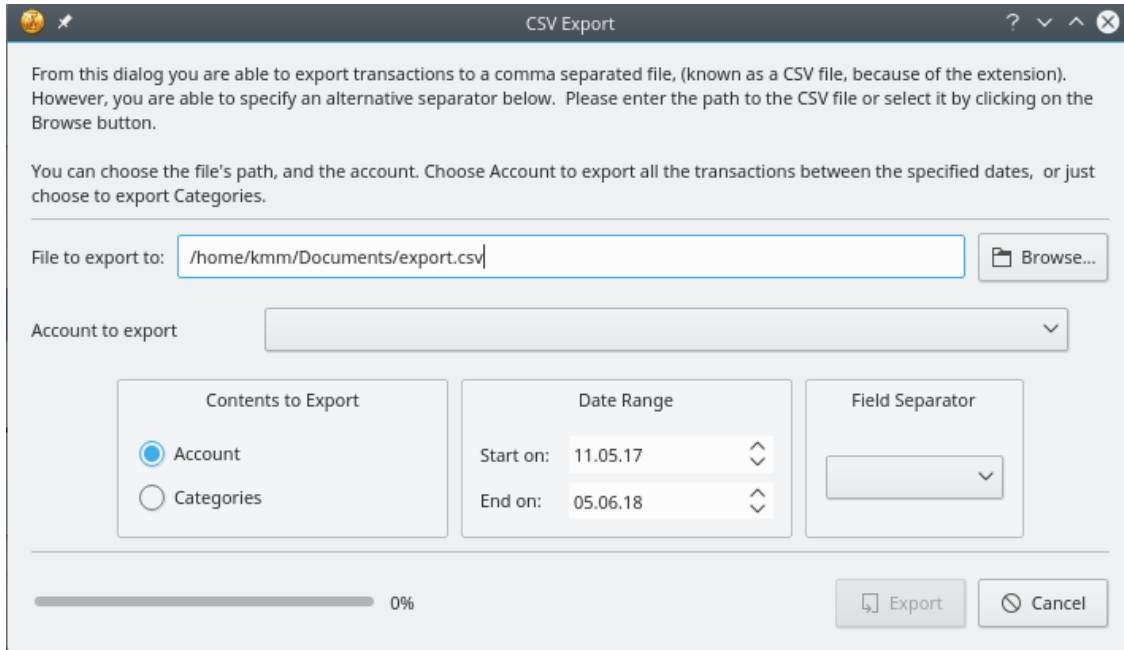 CSV Export
?
From this dialog you are able to export transactions to a comma separated file, (known as a CSV file, because of the extension).
However, you are able to specify an alternative separator below.  Please enter the path to the CSV file or select it by clicking on the
Browse button.
You can choose the file's path, and the account. Choose Account to export all the transactions between the specified dates,  or just
choose to export Categories.
File to export to: /home/kmm/Documents/export.csv Browse...
Account to export
Contents to Export Date Range Field Separator
Account Start on: 11.05.17
Categories End on: 05.06.18
0% Export Cancel